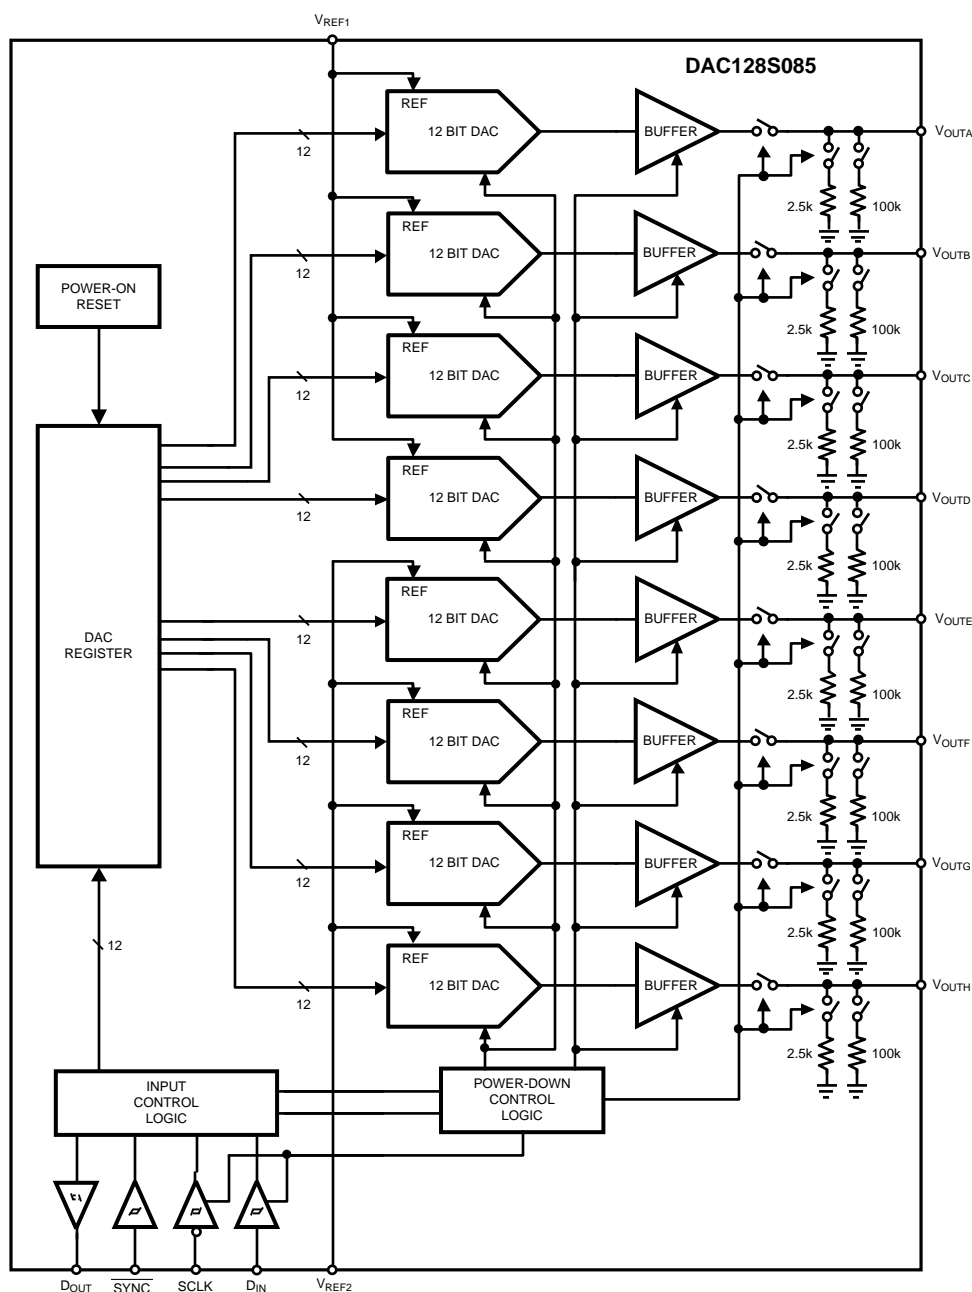 VREF1
DAC128S085
REF
12 BIT DAC
BUFFER
VOUTA
12
2.5k
100k
REF
12 BIT DAC
BUFFER
VOUTB
12
2.5k
100k
POWER-ON
RESET
REF
12 BIT DAC
BUFFER
VOUTC
12
2.5k
100k
REF
12 BIT DAC
BUFFER
VOUTD
12
2.5k
100k
REF
12 BIT DAC
BUFFER
VOUTE
12
DAC
REGISTER
2.5k
100k
REF
12 BIT DAC
BUFFER
VOUTF
12
2.5k
100k
REF
12 BIT DAC
BUFFER
VOUTG
12
2.5k
100k
12
REF
12 BIT DAC
BUFFER
VOUTH
12
2.5k
100k
INPUT
CONTROL
LOGIC
POWER-DOWN
CONTROL
LOGIC
DOUT
SYNC
SCLK
DIN
VREF2